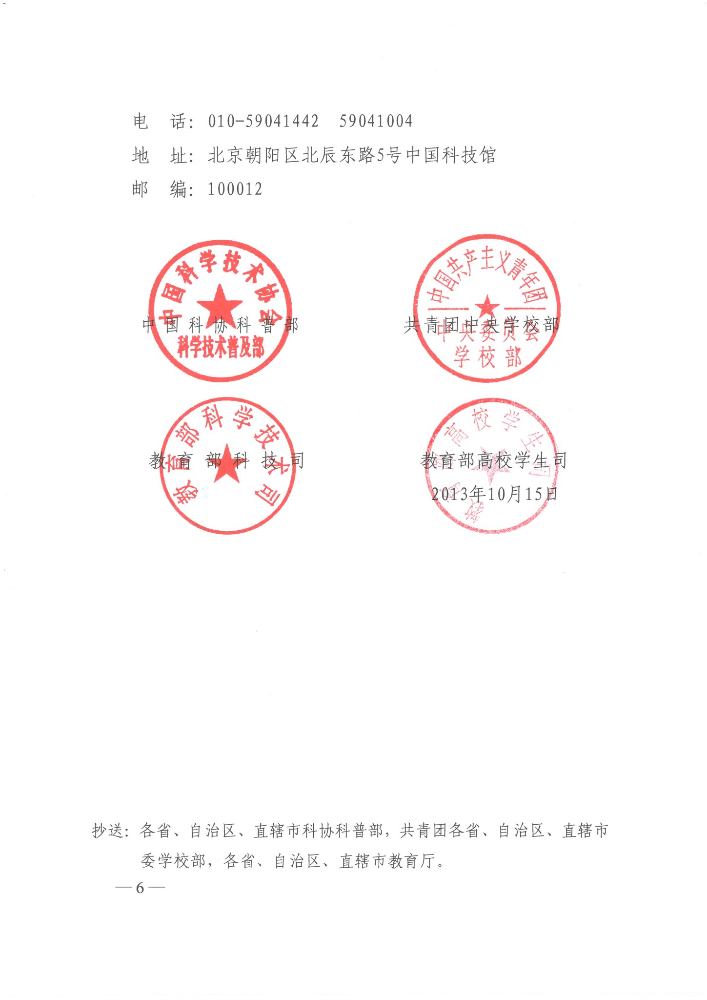 电 话：010-59041442 59041004
地 址：北京朝阳区北辰东路5号中国科技馆
邮 编：100012
中国科学技术协会
科学技术普及部
中国科协科普部
中国共产主义青年团
中央委员会
学校部
共青团中央学校部
教育部科学技术司
教育部科技司
教育部高校学生司
教育部高校学生司
2013年10月15日
抄送：各省、自治区、直辖市科协科普部，共青团各省、自治区、直辖市
委学校部，各省、自治区、直辖市教育厅。
— 6 —